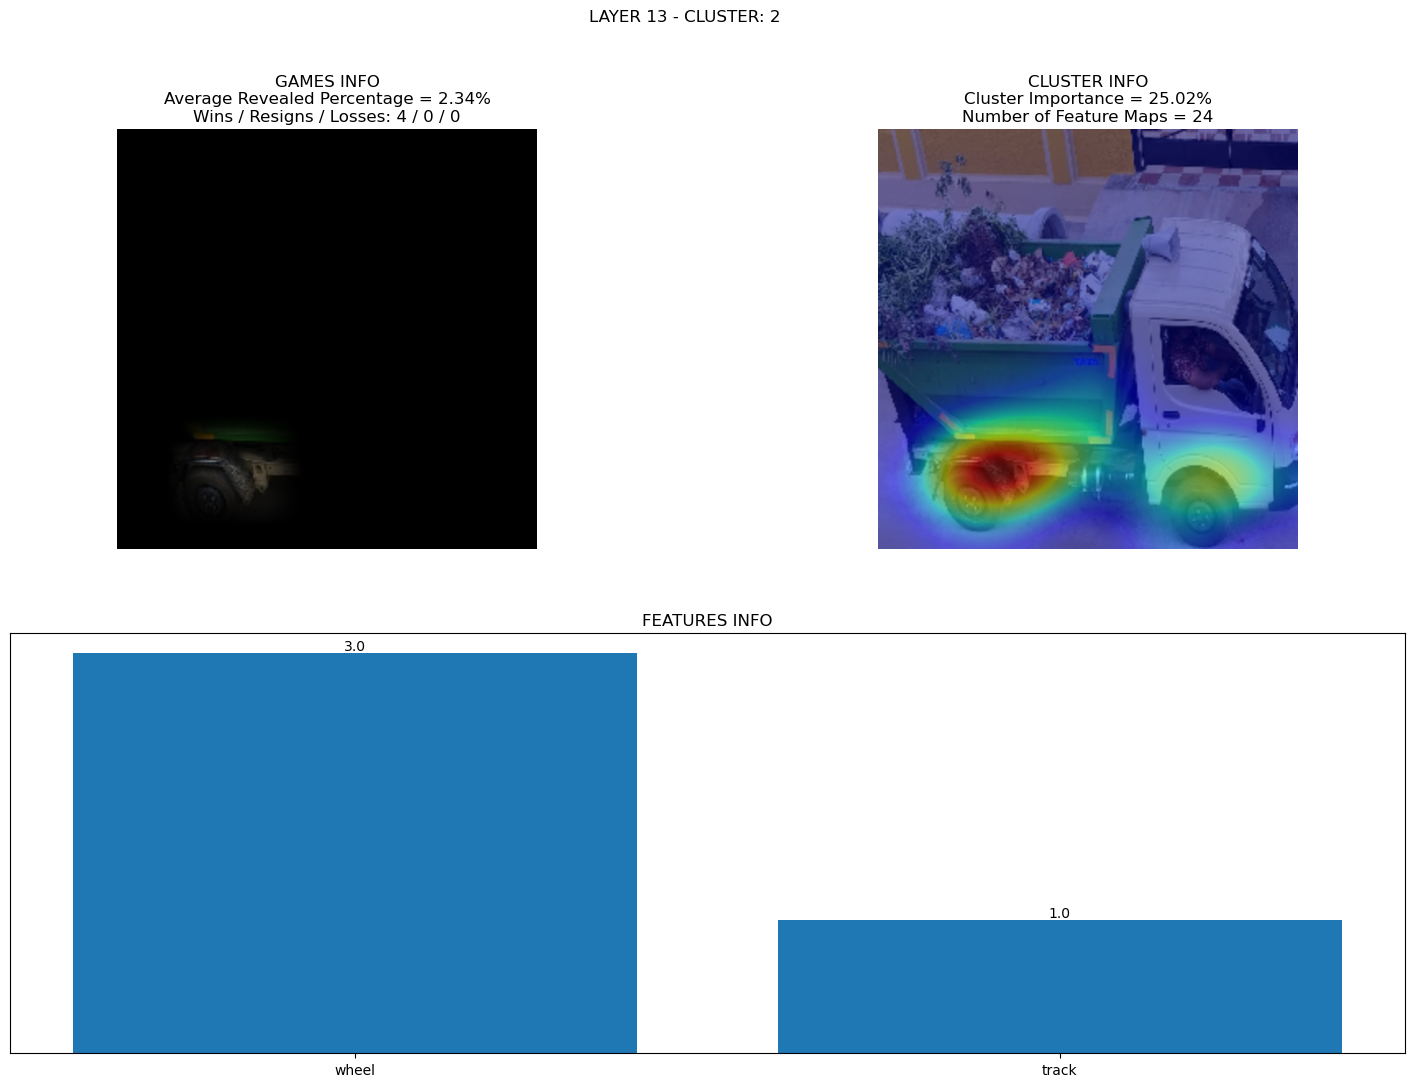 LAYER 13 - CLUSTER: 2
GAMES INFO
Average Revealed Percentage = 2.34%
Wins / Resigns / Losses: 4 / 0 / 0
CLUSTER INFO
Cluster Importance = 25.02%
Number of Feature Maps = 24
FEATURES INFO
3.0
1.0
wheel
track